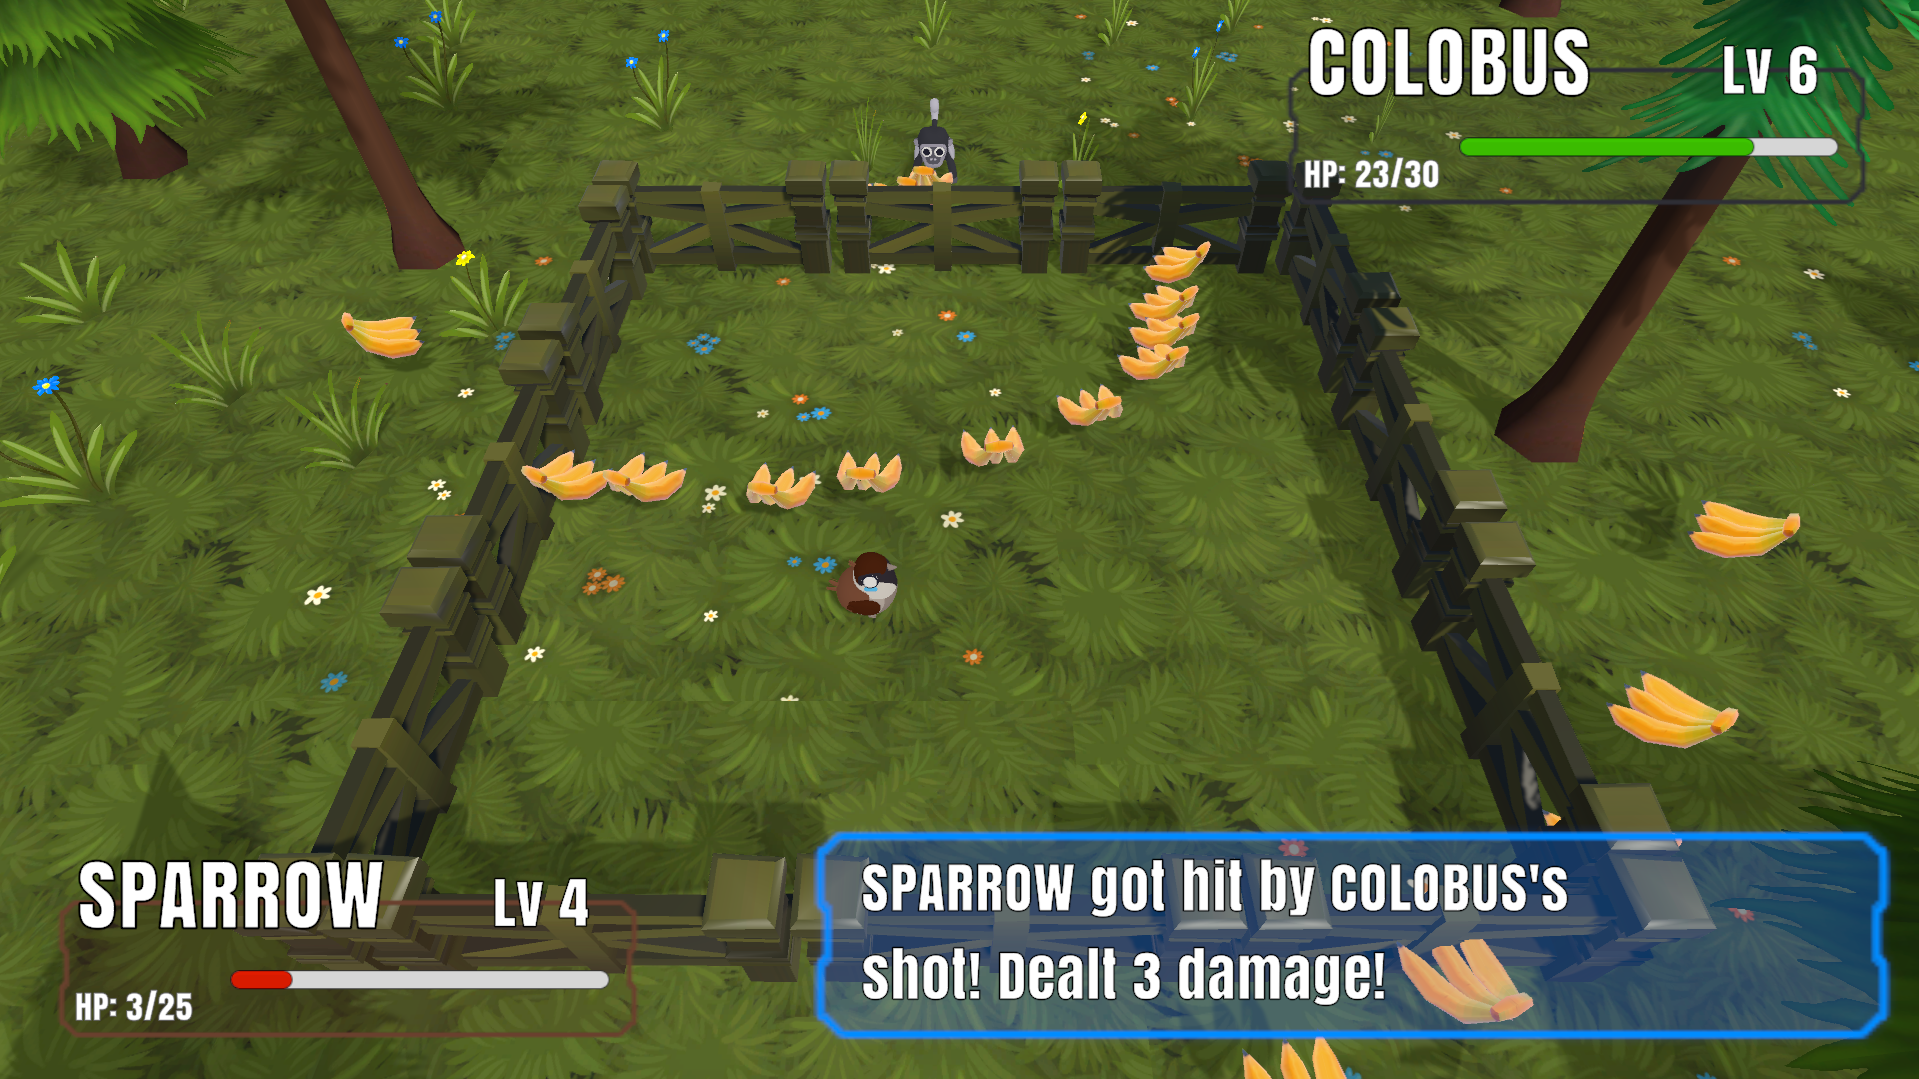 COLOBUS Lv 6
HP: 23/30
SPARROW Lv 4
HP: 3/25
SPARROW got hit by COLOBUS's
shot! Dealt 3 damage!